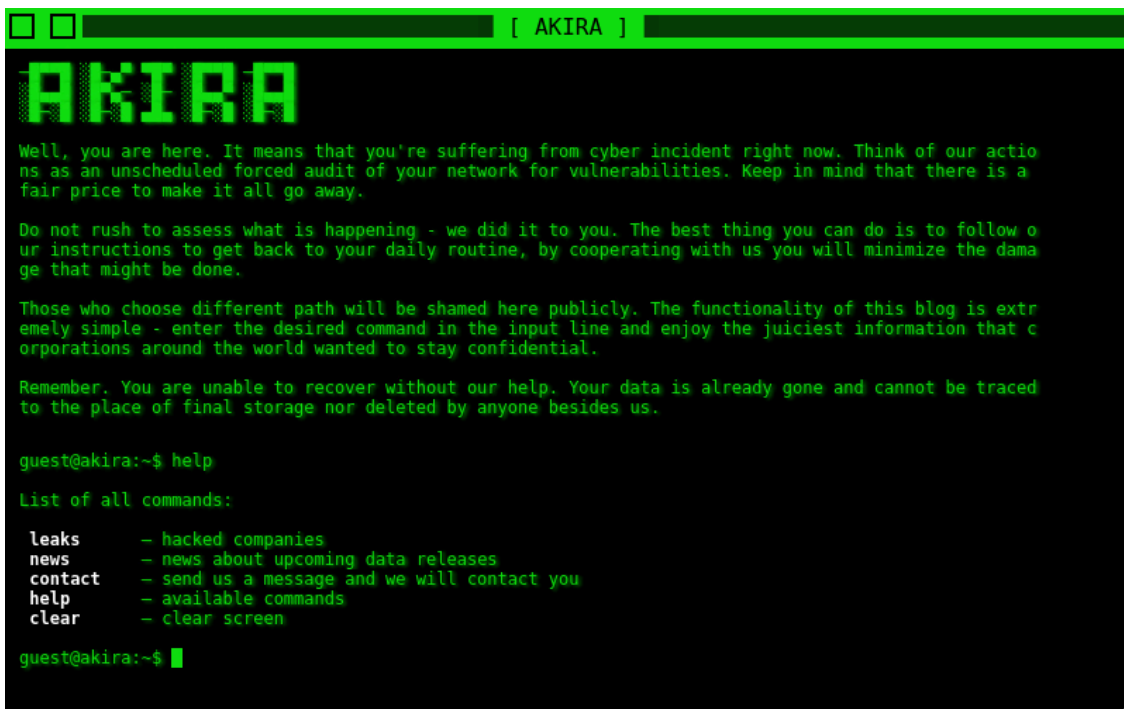 [ AKIRA ]
AKIRA
Well, you are here. It means that you're suffering from cyber incident right now. Think of our actio
ns as an unscheduled forced audit of your network for vulnerabilities. Keep in mind that there is a
fair price to make it all go away.
Do not rush to assess what is happening - we did it to you. The best thing you can do is to follow o
ur instructions to get back to your daily routine, by cooperating with us you will minimize the dama
ge that might be done.
Those who choose different path will be shamed here publicly. The functionality of this blog is extr
emely simple - enter the desired command in the input line and enjoy the juiciest information that c
orporations around the world wanted to stay confidential.
Remember. You are unable to recover without our help. Your data is already gone and cannot be traced
to the place of final storage nor deleted by anyone besides us.
guest@akira:~$ help
List of all commands:
leaks – hacked companies
news – news about upcoming data releases
contact – send us a message and we will contact you
help – available commands
clear – clear screen
guest@akira:~$